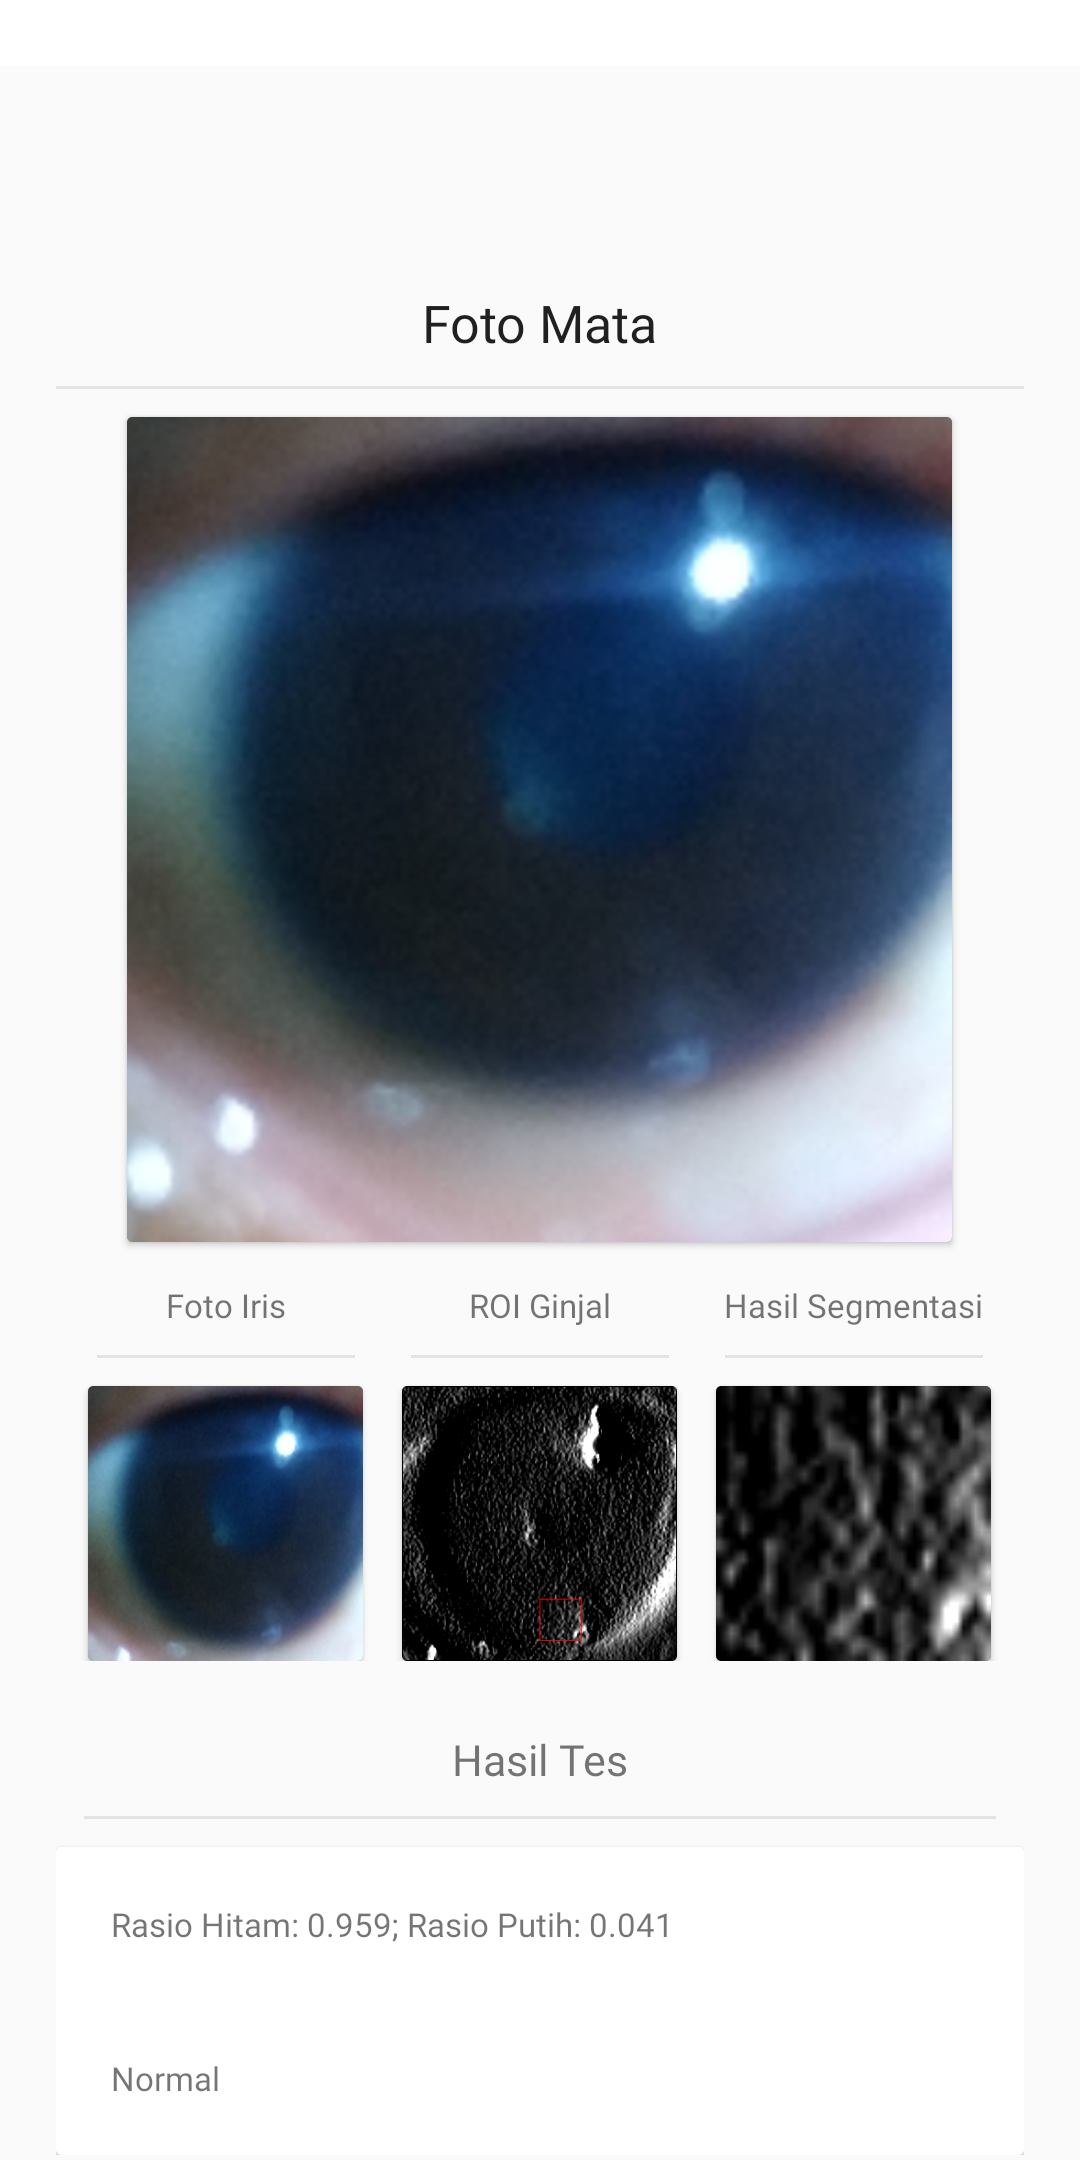 Foto Mata
Foto Iris
ROI Ginjal
Hasil Segmentasi
Hasil Tes
Rasio Hitam: 0.959; Rasio Putih: 0.041
Normal